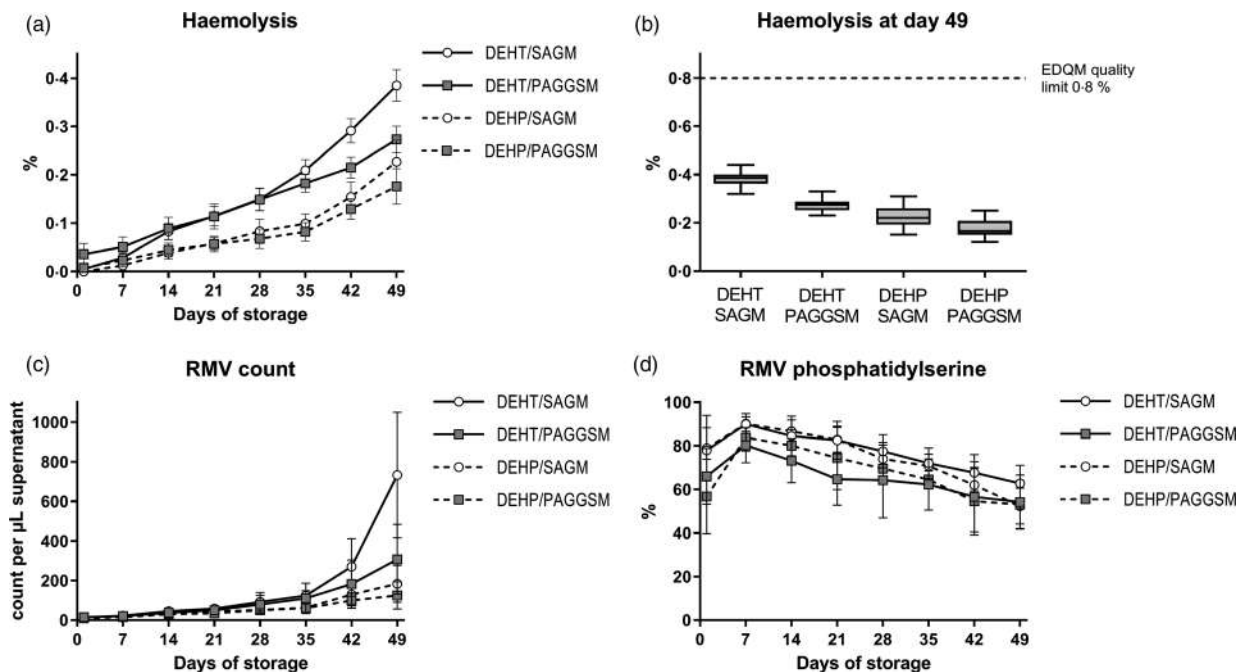 (a)
Haemolysis
0·4
0·3
0·2
0·1
0·0
%
0 7 14 21 28 35 42 49
Days of storage
DEHT/SAGM
DEHT/PAGGSM
DEHP/SAGM
DEHP/PAGGSM
(b)
Haemolysis at day 49
0·8
0·6
0·4
0·2
0·0
%
EDQM quality
limit 0·8 %
DEHT
SAGM
DEHT
PAGGSM
DEHP
SAGM
DEHP
PAGGSM
(c)
RMV count
1000
800
600
400
200
0
count per µL supernatant
0 7 14 21 28 35 42 49
Days of storage
DEHT/SAGM
DEHT/PAGGSM
DEHP/SAGM
DEHP/PAGGSM
(d)
RMV phosphatidylserine
100
80
60
40
20
0
%
0 7 14 21 28 35 42 49
Days of storage
DEHT/SAGM
DEHT/PAGGSM
DEHP/SAGM
DEHP/PAGGSM